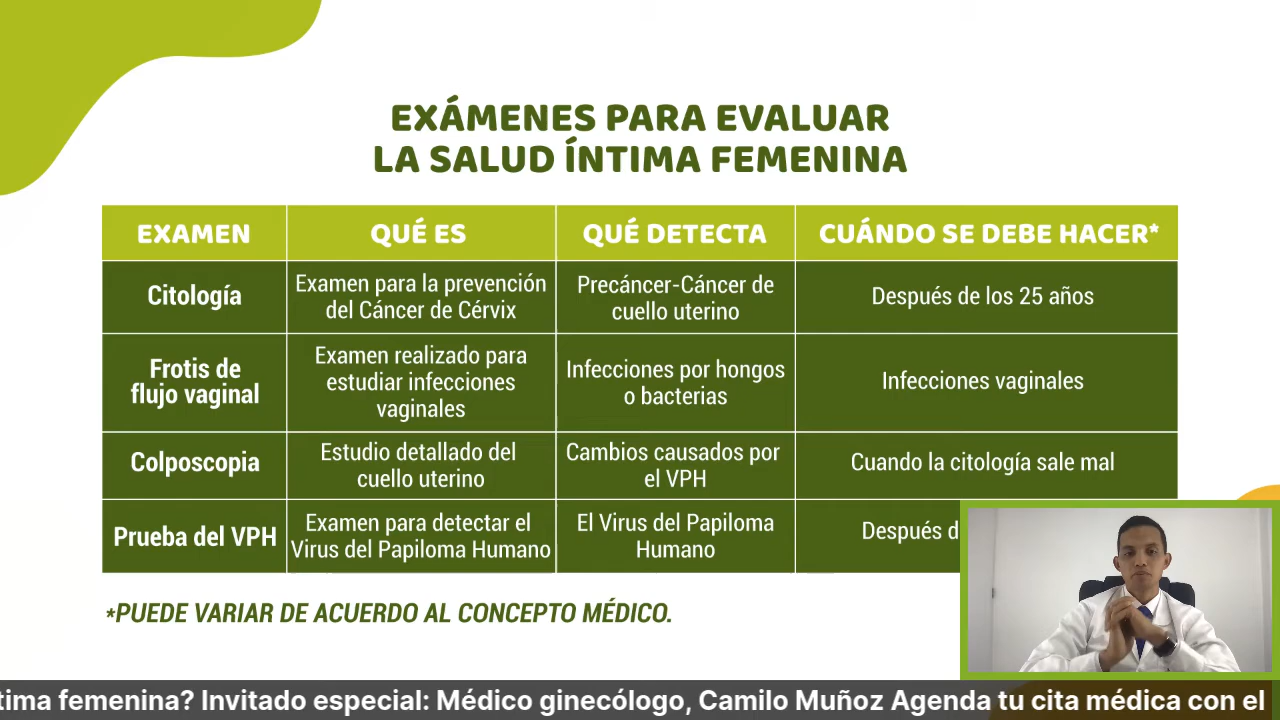 EXÁMENES PARA EVALUAR
LA SALUD ÍNTIMA FEMENINA
EXAMEN
QUÉ ES
QUÉ DETECTA
CUÁNDO SE DEBE HACER*
Citología
Examen para la prevención
del Cáncer de Cérvix
Precáncer-Cáncer de
cuello uterino
Después de los 25 años
Frotis de
flujo vaginal
Examen realizado para
estudiar infecciones
vaginales
Infecciones por hongos
o bacterias
Infecciones vaginales
Colposcopia
Estudio detallado del
cuello uterino
Cambios causados por
el VPH
Cuando la citología sale mal
Prueba del VPH
Examen para detectar el
Virus del Papiloma Humano
El Virus del Papiloma
Humano
Después
*PUEDE VARIAR DE ACUERDO AL CONCEPTO MÉDICO.
femenina? Invitado especial: Médico ginecólogo, Camilo Muñoz Agenda tu cita médica con el